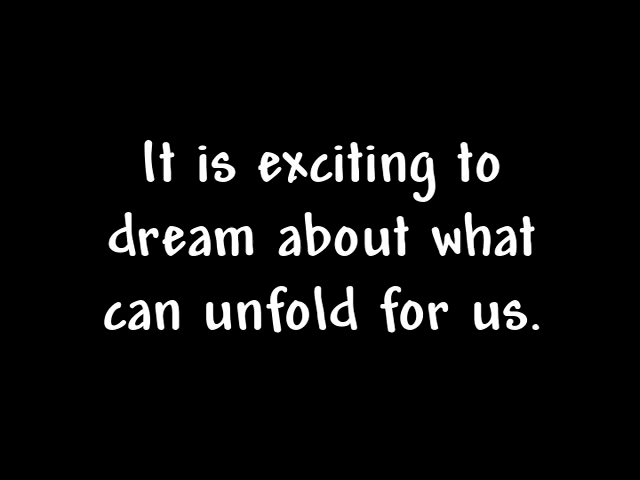 It is exciting to
dream about what
can unfold for us.